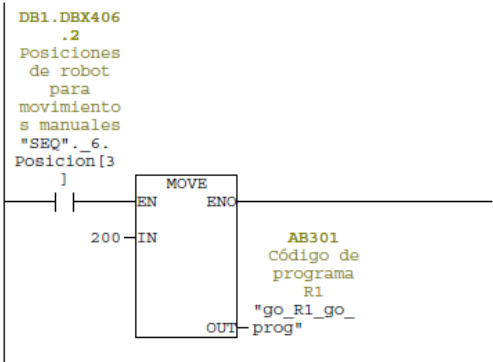 DB1.DBX406
.2
Posiciones
de robot
para
movimiento
s manuales
"SEQ"._6.
Posicion[3
]
MOVE
EN ENO
200 IN
AB301
Código de
programa
R1
"go_R1_go_
OUT prog"